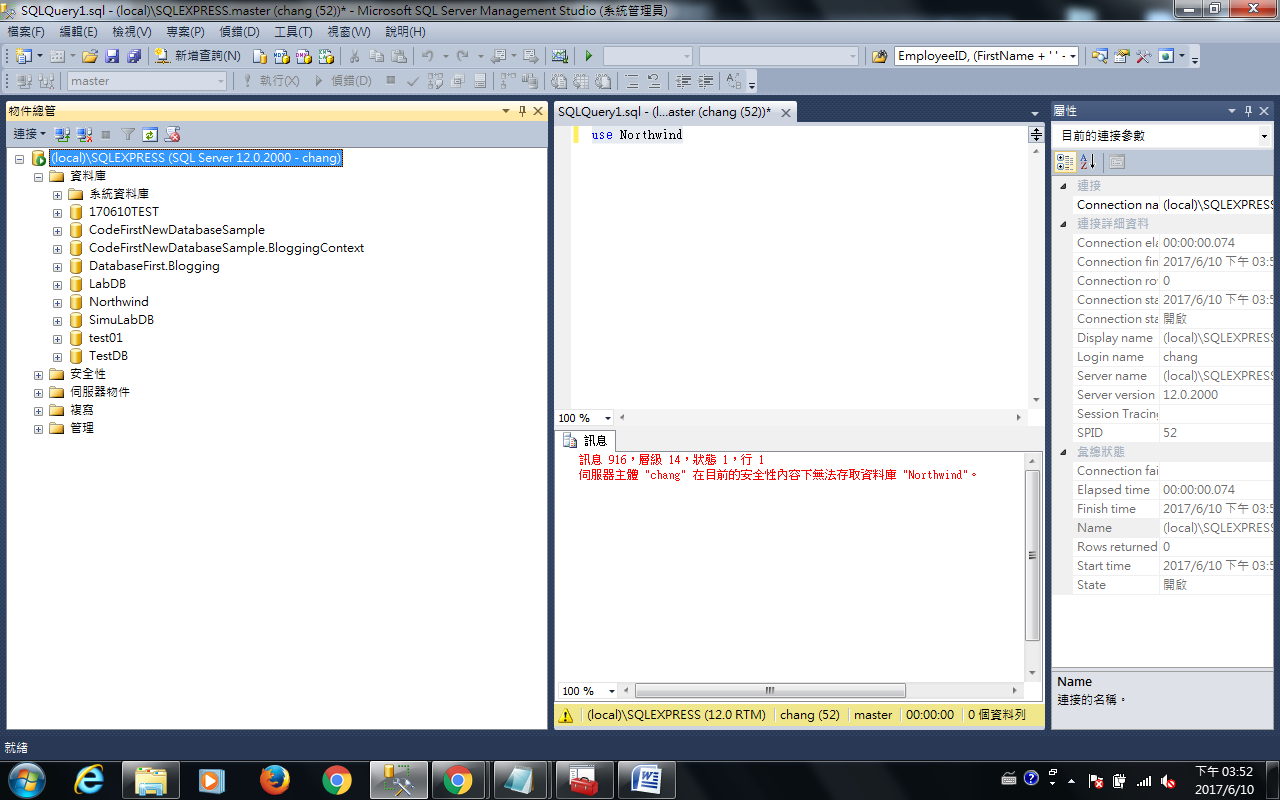 SQLQuery1.sql - (local)\SQLEXPRESS.master (chang (52))* - Microsoft SQL Server Management Studio (系統管理員)
檔案(F) 編輯(E) 檢視(V) 專案(P) 偵錯(D) 工具(T) 視窗(W) 說明(H)
新增查詢(N) EmployeeID, (FirstName + ' ' -
master 執行(X) 偵錯(D)
物件總管
連接
(local)\SQLEXPRESS (SQL Server 12.0.2000 - chang)
資料庫
系統資料庫
170610TEST
CodeFirstNewDatabaseSample
CodeFirstNewDatabaseSample.BloggingContext
DatabaseFirst.Blogging
LabDB
Northwind
SimuLabDB
test01
TestDB
安全性
伺服器物件
複寫
管理
SQLQuery1.sql - (l...aster (chang (52))*
use Northwind
100 %
訊息
訊息 916，層級 14，狀態 1，行 1
伺服器主體 "chang" 在目前的安全性內容下無法存取資料庫 "Northwind"。
100 %
(local)\SQLEXPRESS (12.0 RTM) chang (52) master 00:00:00 0 個資料列
屬性
目前的連接參數
連接
Connection na (local)\SQLEXPRESS
連接詳細資料
Connection ela 00:00:00.074
Connection fin 2017/6/10 下午 03:5
Connection ro 0
Connection sta 2017/6/10 下午 03:5
Connection sta 開啟
Display name (local)\SQLEXPRESS
Login name chang
Server name (local)\SQLEXPRESS
Server version 12.0.2000
Session Tracing
SPID 52
彙總狀態
Connection fai
Elapsed time 00:00:00.074
Finish time 2017/6/10 下午 03:5
Name (local)\SQLEXPRESS
Rows returned 0
Start time 2017/6/10 下午 03:5
State 開啟
Name
連接的名稱。
就緒
下午 03:52
2017/6/10